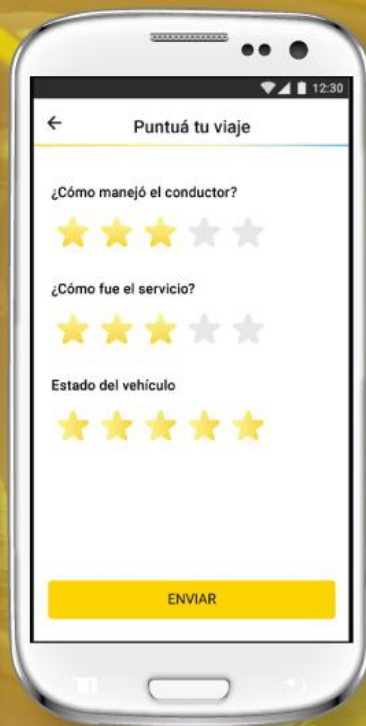 12:30
Puntuá tu viaje
¿Cómo manejó el conductor?
¿Cómo fue el servicio?
Estado del vehículo
ENVIAR